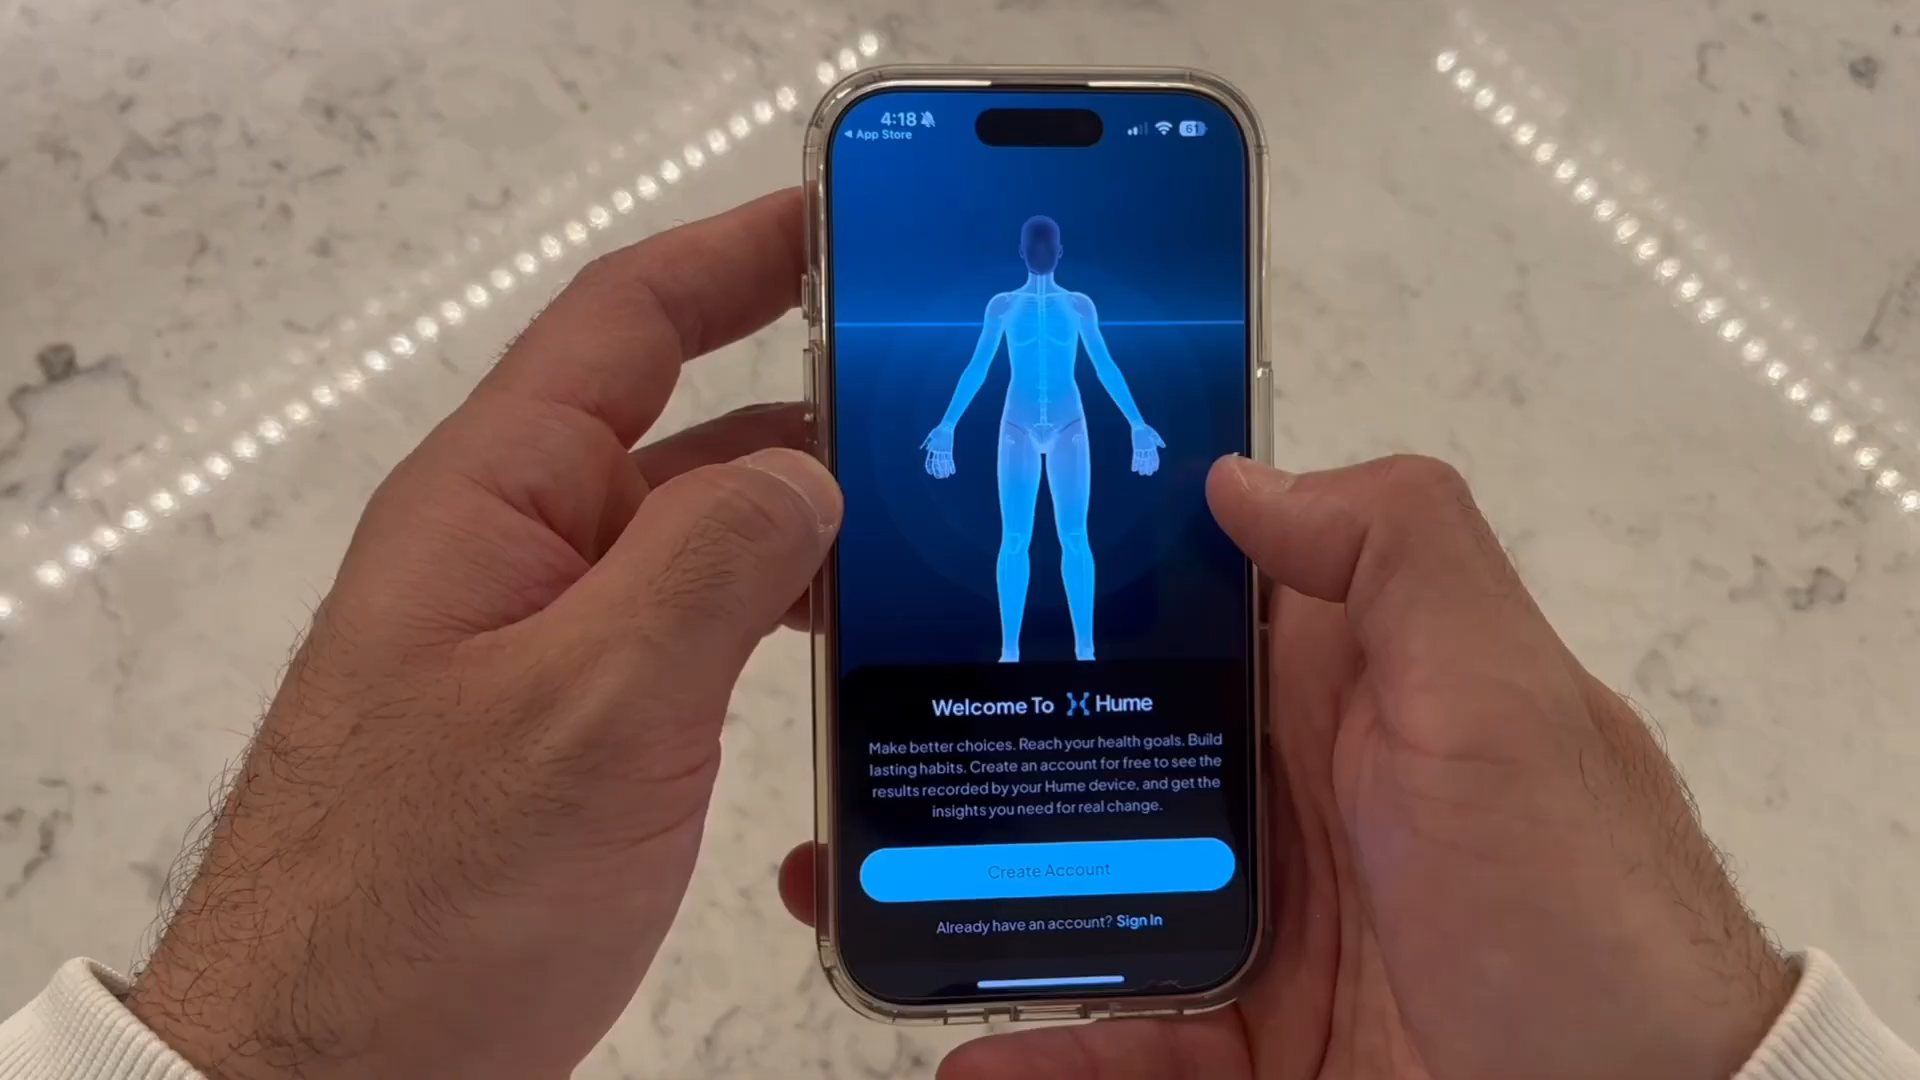 4:18
App Store
61
Welcome To Hume
Make better choices. Reach your health goals. Build
lasting habits. Create an account for free to see the
results recorded by your Hume device, and get the
insights you need for real change.
Create Account
Already have an account? Sign In